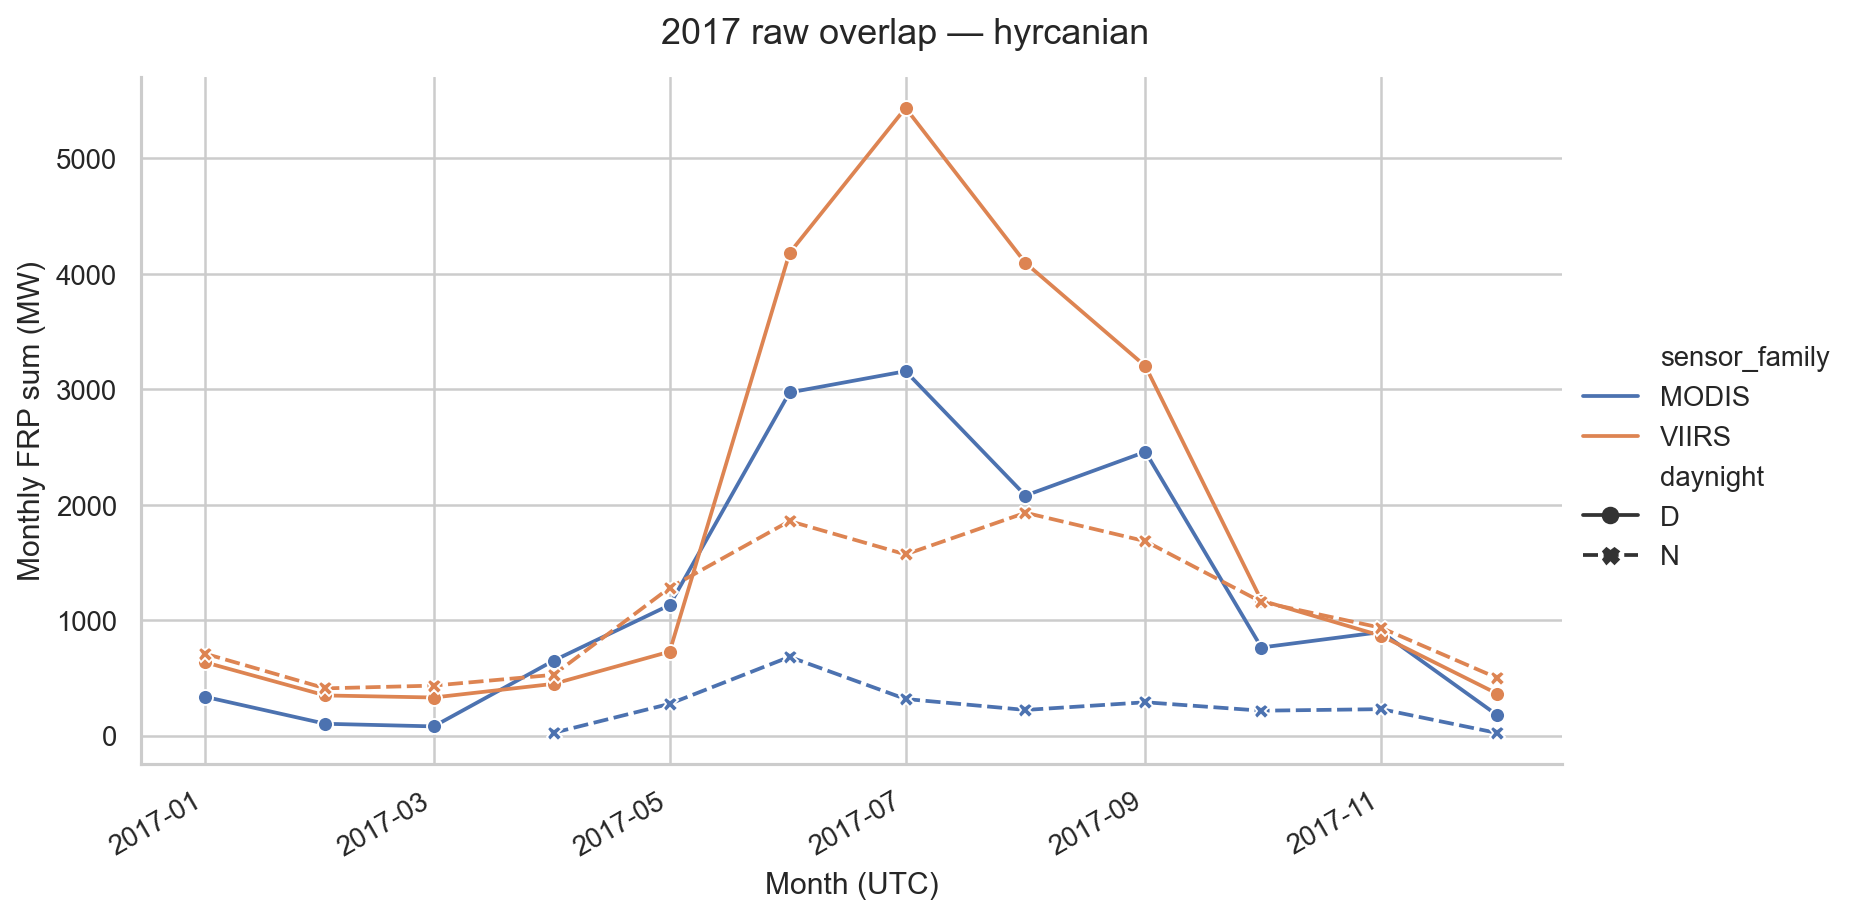 2017 raw overlap — hyrcanian
Monthly FRP sum (MW)
5000
4000
3000
2000
1000
0
2017-01
2017-03
2017-05
2017-07
2017-09
2017-11
Month (UTC)
sensor_family
MODIS
VIIRS
daynight
D
N